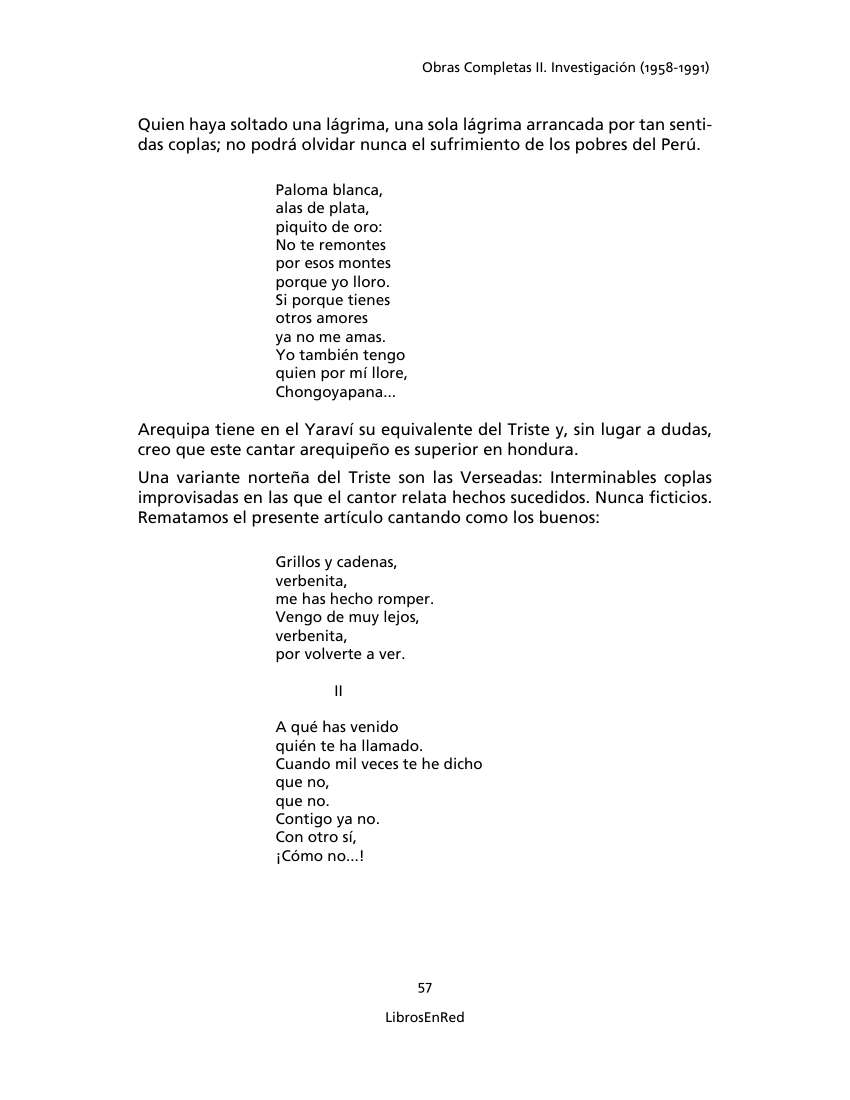 Obras Completas II. Investigación (1958-1991)
Quien haya soltado una lágrima, una sola lágrima arrancada por tan senti-
das coplas; no podrá olvidar nunca el sufrimiento de los pobres del Perú.
Paloma blanca,
alas de plata,
piquito de oro:
No te remontes
por esos montes
porque yo lloro.
Si porque tienes
otros amores
ya no me amas.
Yo también tengo
quien por mí llore,
Chongoyapana...
Arequipa tiene en el Yaraví su equivalente del Triste y, sin lugar a dudas,
creo que este cantar arequipeño es superior en hondura.
Una variante norteña del Triste son las Verseadas: Interminables coplas
improvisadas en las que el cantor relata hechos sucedidos. Nunca ficticios.
Rematamos el presente artículo cantando como los buenos:
Grillos y cadenas,
verbenita,
me has hecho romper.
Vengo de muy lejos,
verbenita,
por volverte a ver.
II
A qué has venido
quién te ha llamado.
Cuando mil veces te he dicho
que no,
que no.
Contigo ya no.
Con otro sí,
¡Cómo no...!
57
LibrosEnRed